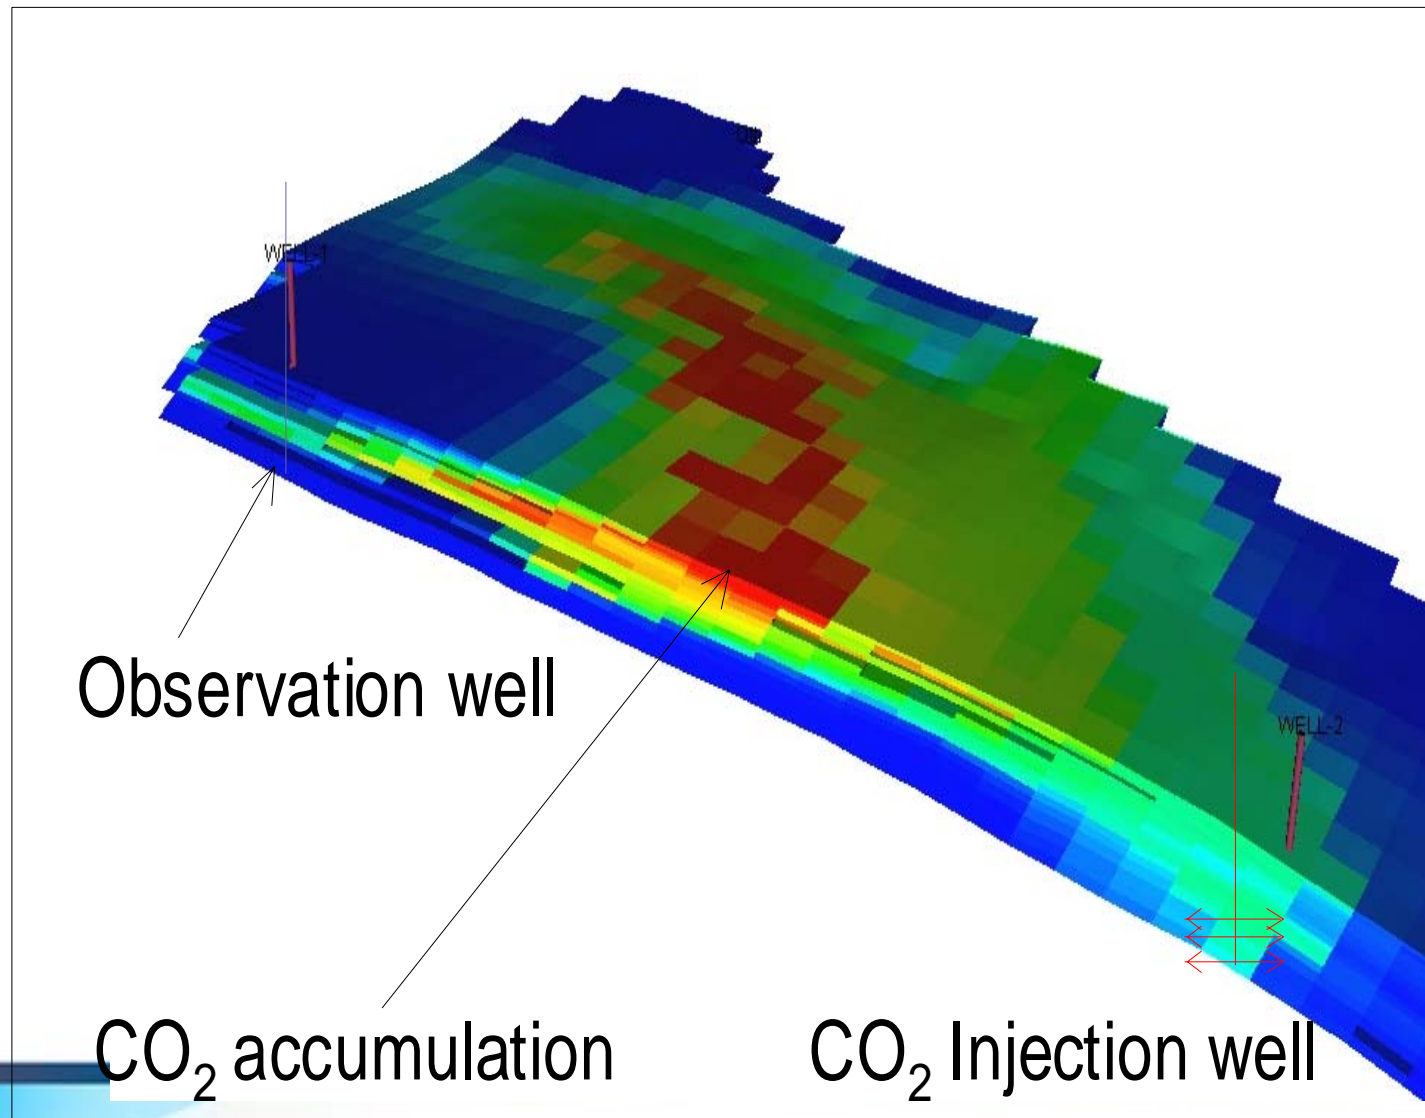 WELL-1
WELL-2
Observation well
CO₂ accumulation
CO₂ Injection well